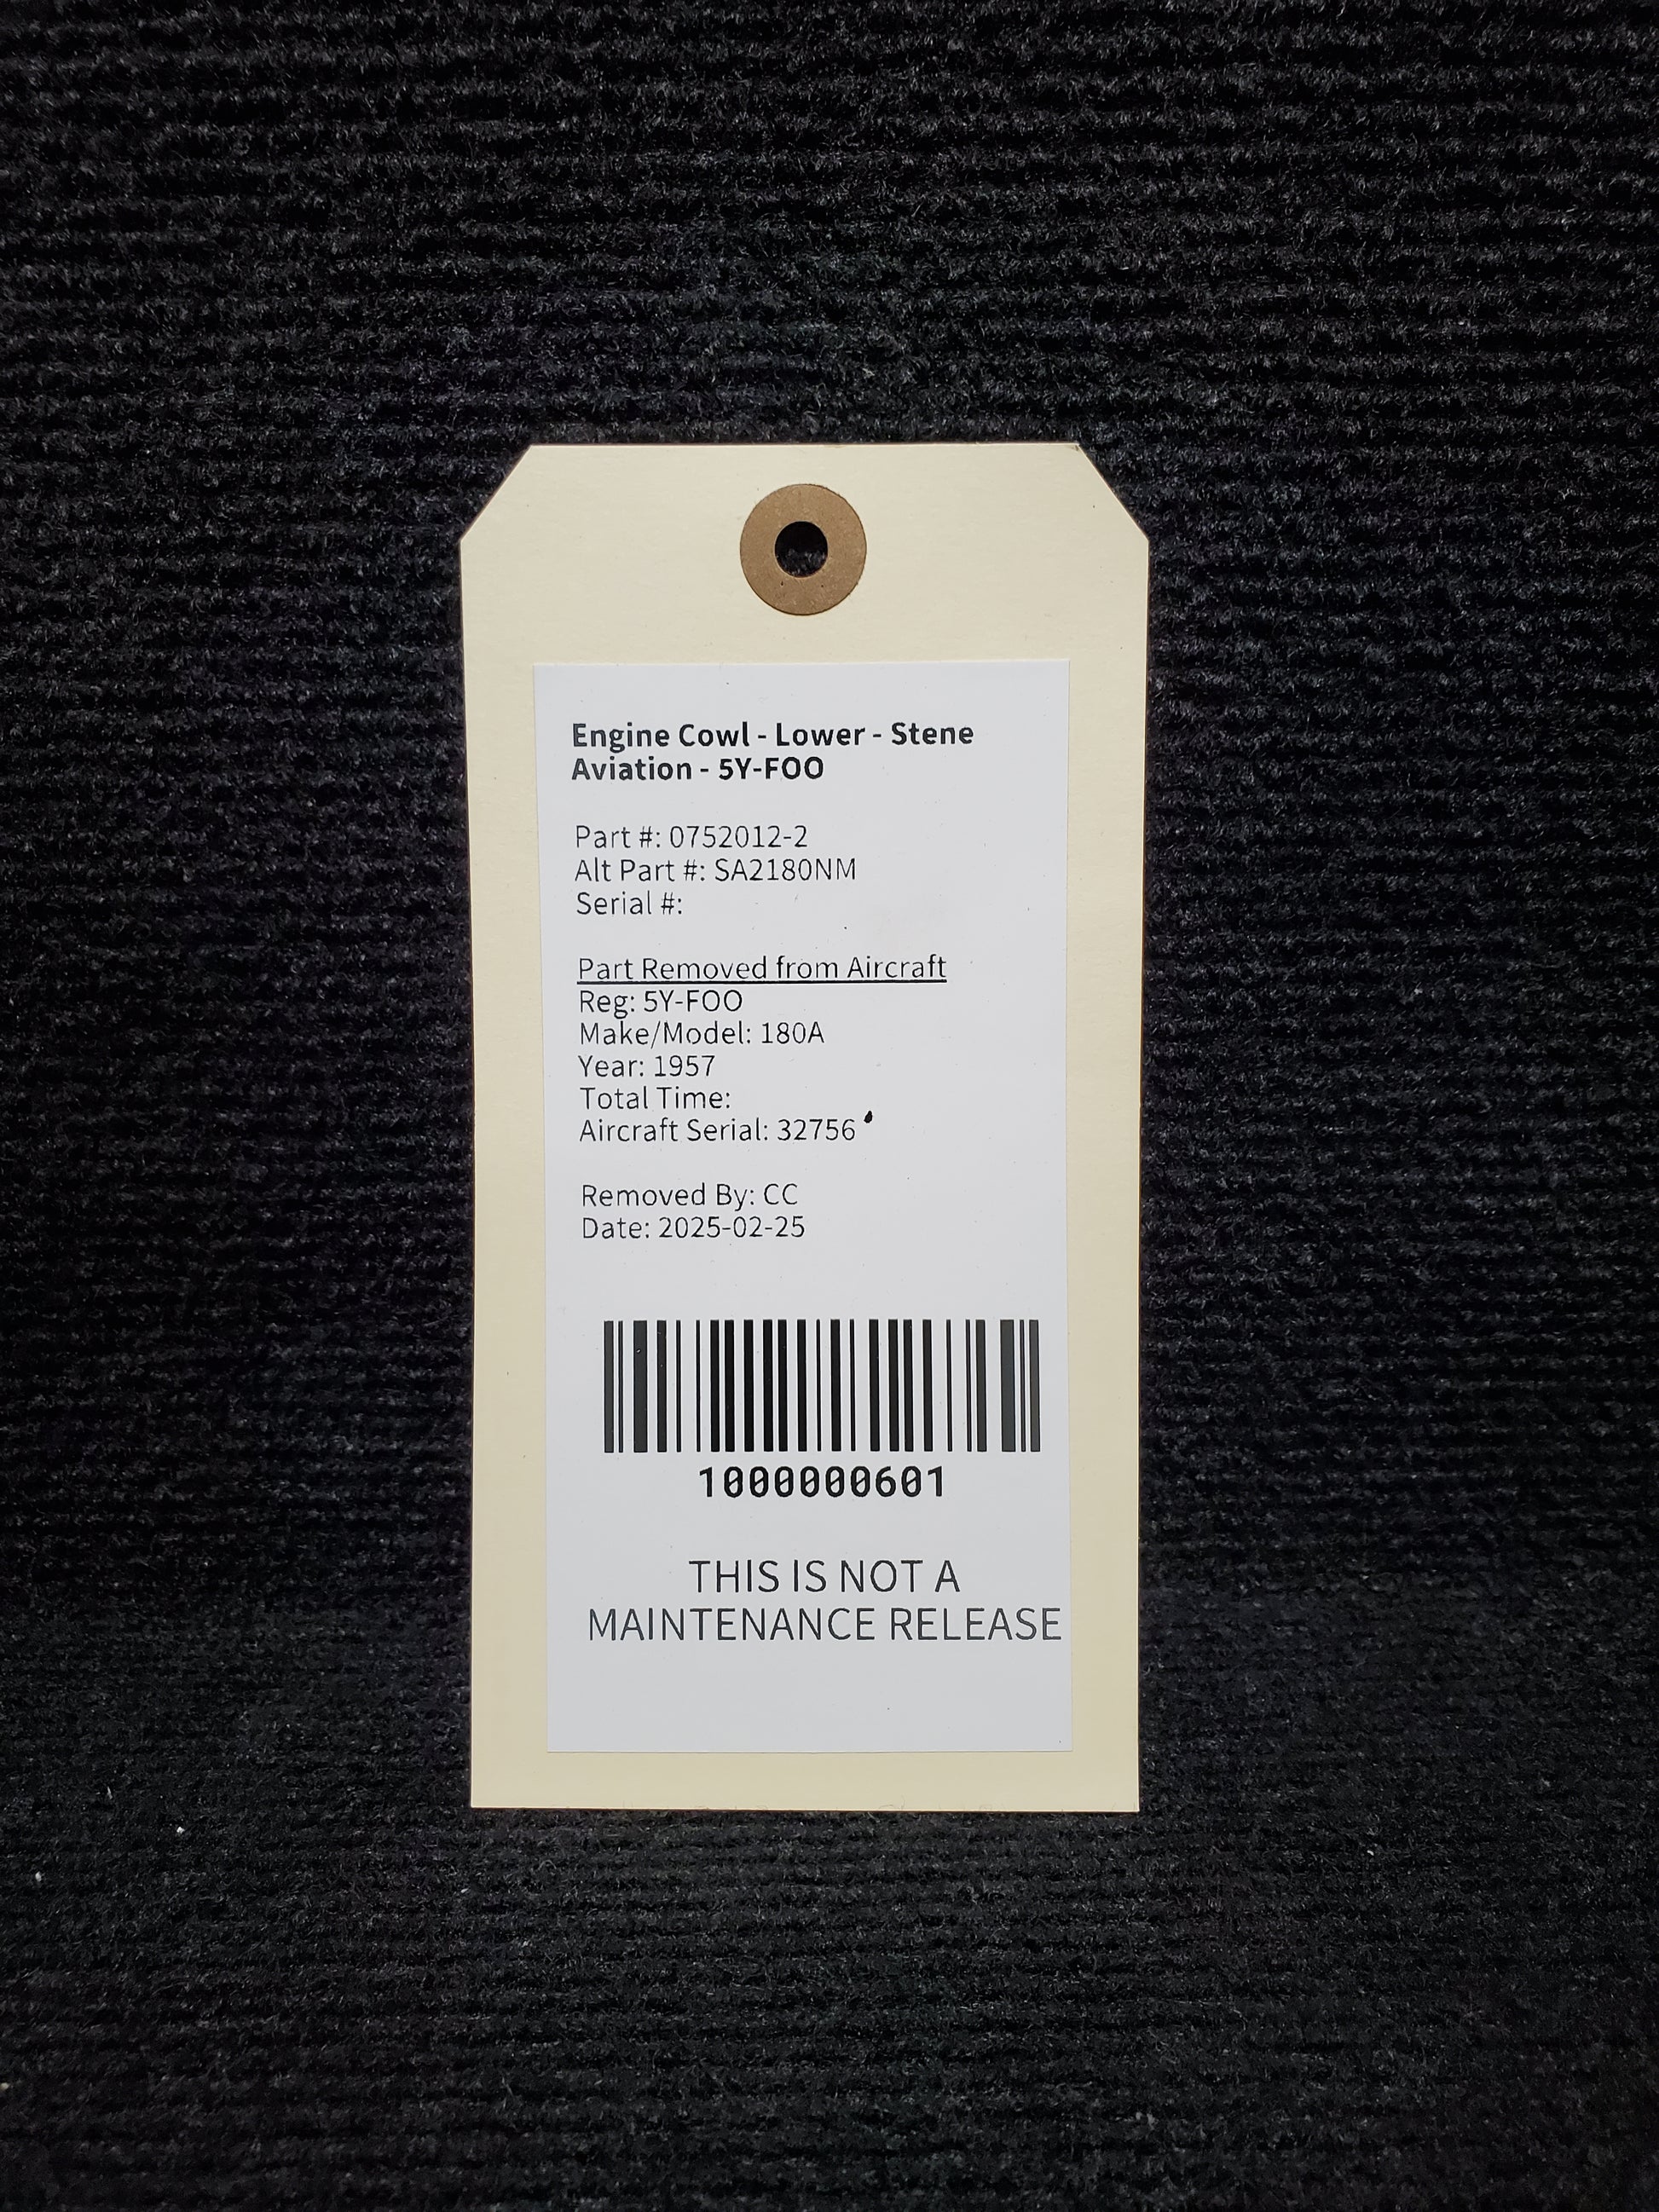 Engine Cowl - Lower - Stene
Aviation - 5Y-FOO
Part #: 0752012-2
Alt Part #: SA2180NM
Serial #:
Part Removed from Aircraft
Reg: 5Y-FOO
Make/Model: 180A
Year: 1957
Total Time:
Aircraft Serial: 32756
Removed By: CC
Date: 2025-02-25
1000000601
THIS IS NOT A
MAINTENANCE RELEASE